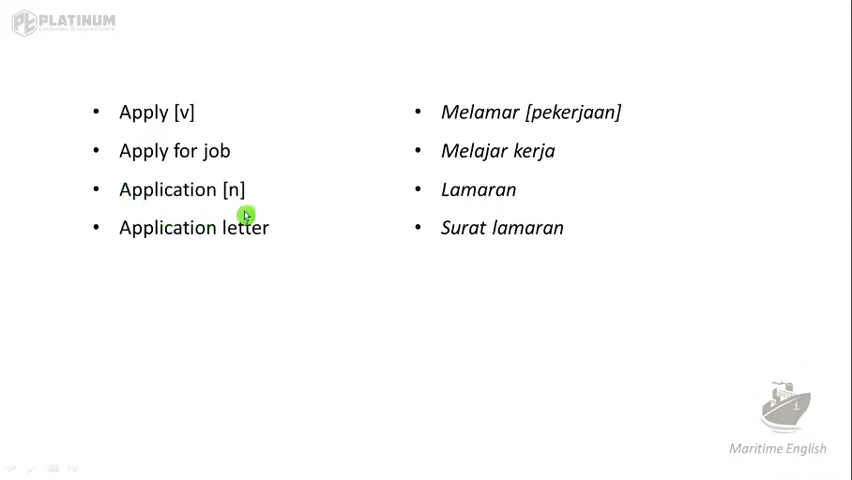 PLATINUM
Apply [v]
Apply for job
Application [n]
Application letter
Melamar [pekerjaan]
Melajar kerja
Lamaran
Surat lamaran
Maritime English